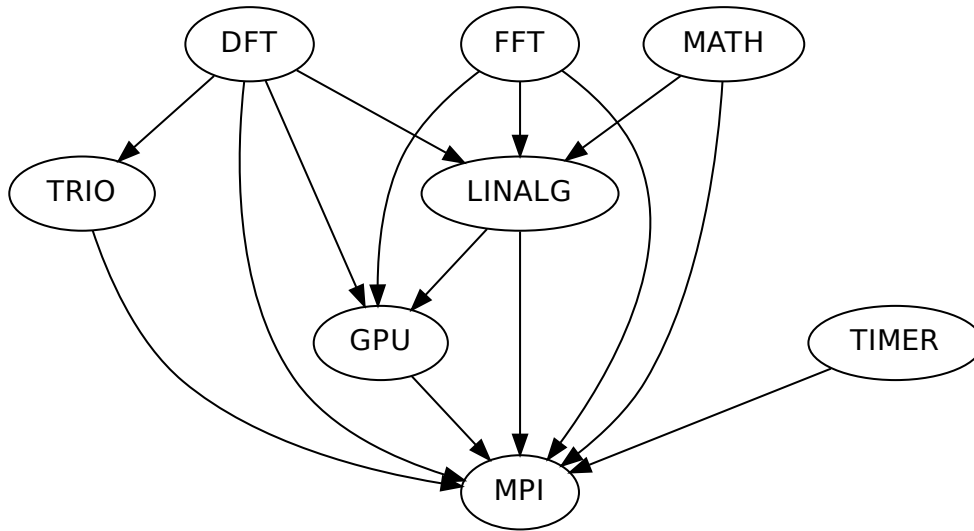 DFT
FFT
MATH
TRIO
LINALG
GPU
TIMER
MPI